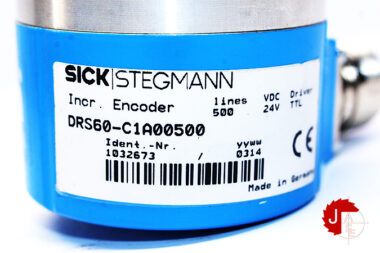 SICK|STEGMANN
Incr. Encoder lines VDC Driver
500 24V TTL
DRS60-C1A00500
Ident.-Nr. yyww
1032673 / 0314
CE
Made in Germany